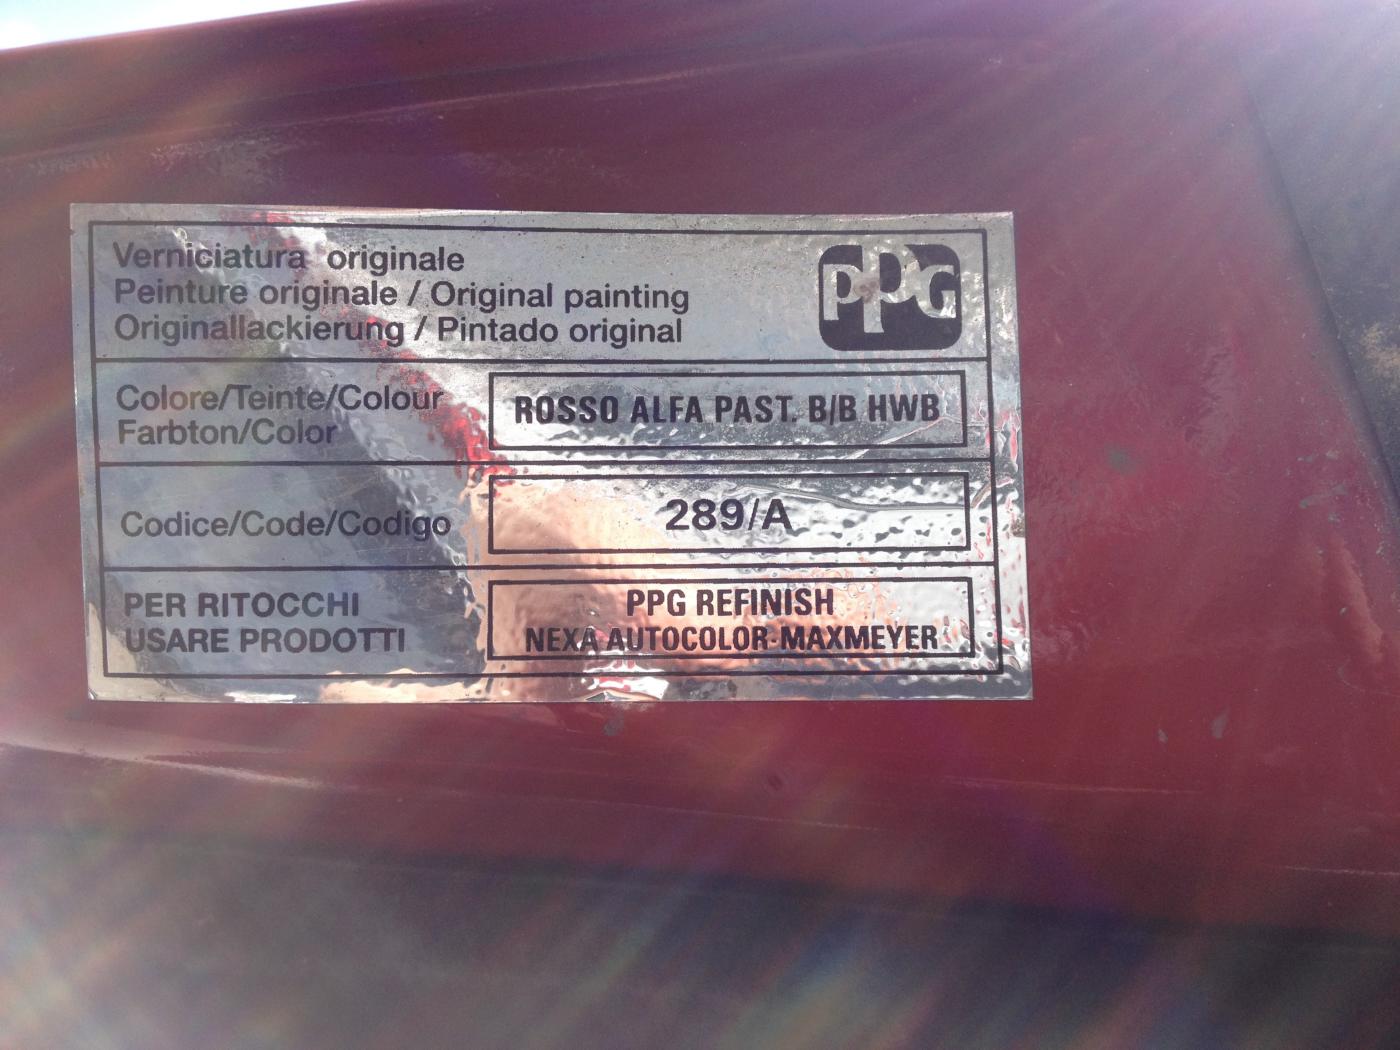 Verniciatura originale
Peinture originale / Original painting
Originallackierung / Pintado original
PPG
Colore/Teinte/Colour
Farbton/Color
ROSSO ALFA PAST. B/B HWB
Codice/Code/Codigo
289/A
PER RITOCCHI
USARE PRODOTTI
PPG REFINISH
NEXA AUTOCOLOR-MAXMEYER